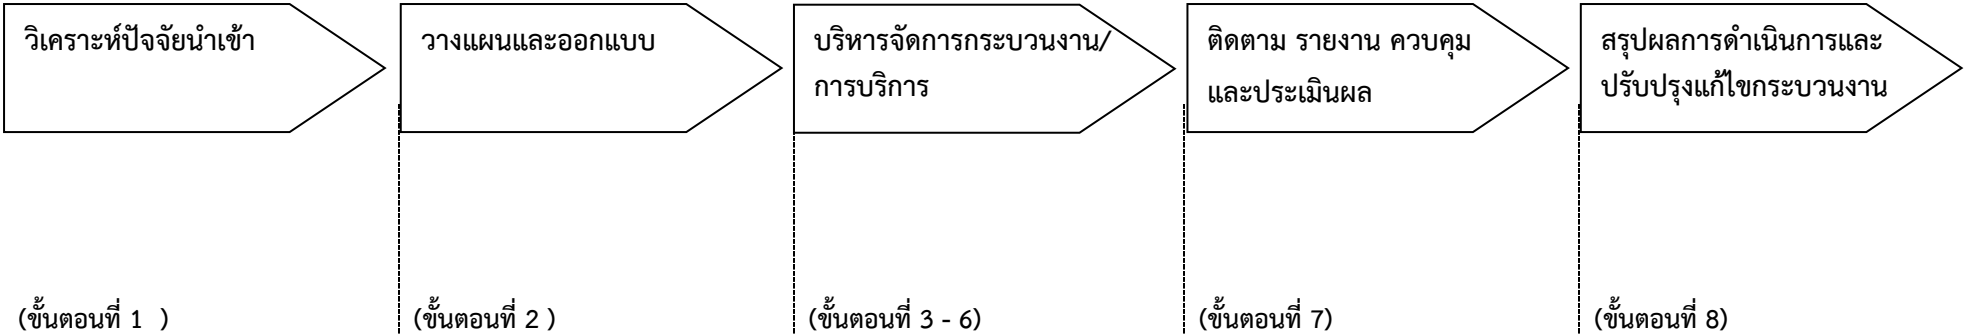 วิเคราะห์ปัจจัยนำเข้า
วางแผนและออกแบบ
บริหารจัดการกระบวนงาน/
การบริการ
ติดตาม รายงาน ควบคุม
และประเมินผล
สรุปผลการดำเนินการและ
ปรับปรุงแก้ไขกระบวนงาน
(ขั้นตอนที่ 1 )
(ขั้นตอนที่ 2 )
(ขั้นตอนที่ 3 - 6)
(ขั้นตอนที่ 7)
(ขั้นตอนที่ 8)